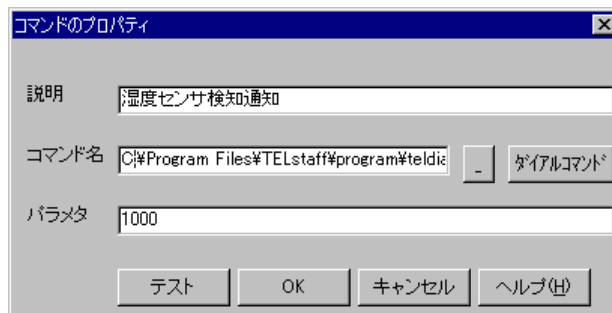 コマンドのプロパティ
説明 湿度センサ検知通知
コマンド名 C:¥Program Files¥TELstaff¥program¥teldia _ ﾀﾞｲｱﾙｺﾏﾝﾄﾞ
パラメタ 1000
テスト OK キャンセル ヘルプ(H)